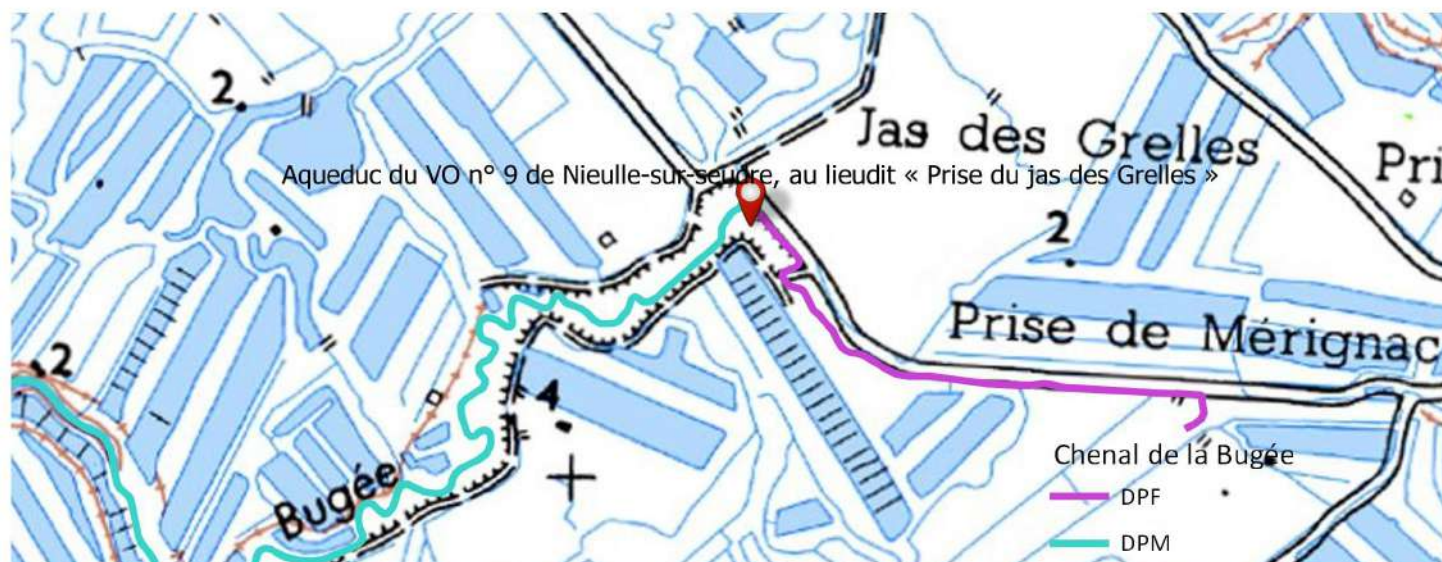 2
Jas des Grelles
Pri
Aqueduc du VO n° 9 de Nieulle-sur-seudre, au lieudit « Prise du jas des Grelles »
2
Prise de Mérignac
2
4
Chenal de la Bugée
Bugée
DPF
DPM